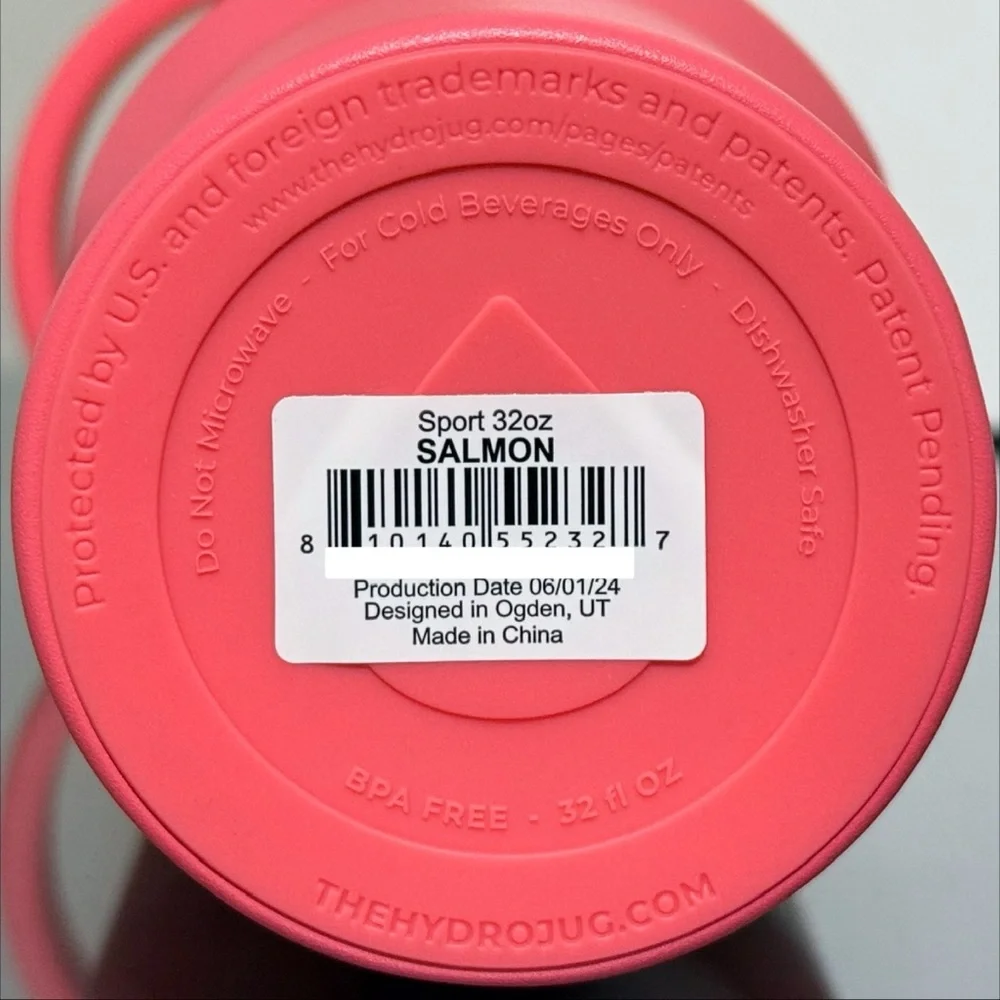 Protected by U.S. and foreign trademarks and patents. Patent Pending.
www.thehydrojug.com/pages/patents
Do Not Microwave - For Cold Beverages Only - Dishwasher Safe
Sport 32oz
SALMON
8 10140 55232 7
Production Date 06/01/24
Designed in Ogden, UT
Made in China
BPA FREE - 32 fl OZ
THEHYDROJUG.COM